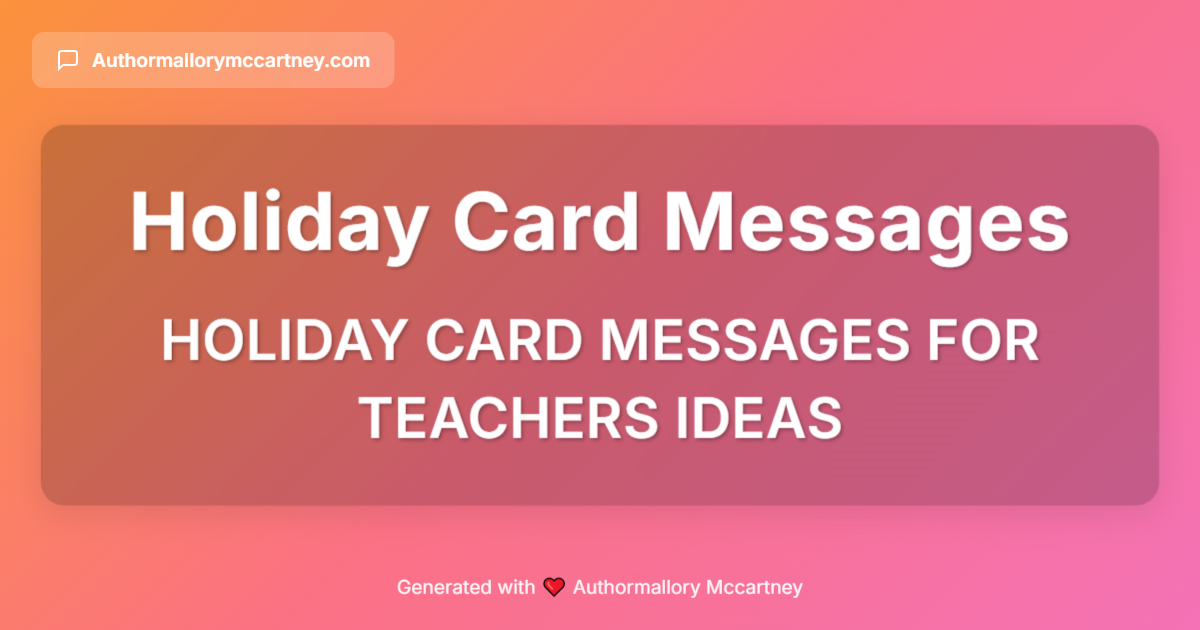 Authormallorymccartney.com
Holiday Card Messages
HOLIDAY CARD MESSAGES FOR
TEACHERS IDEAS
Generated with ❤️ Authormallory Mccartney